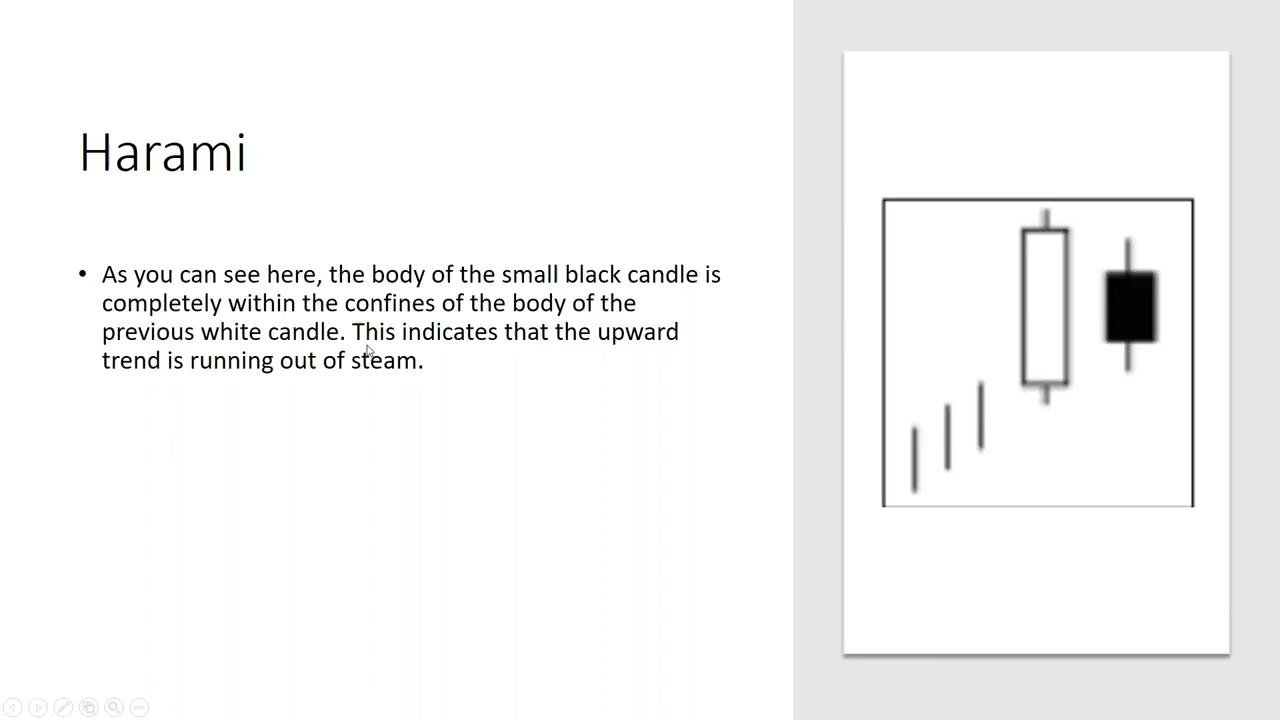 Harami
• As you can see here, the body of the small black candle is
completely within the confines of the body of the
previous white candle. This indicates that the upward
trend is running out of steam.